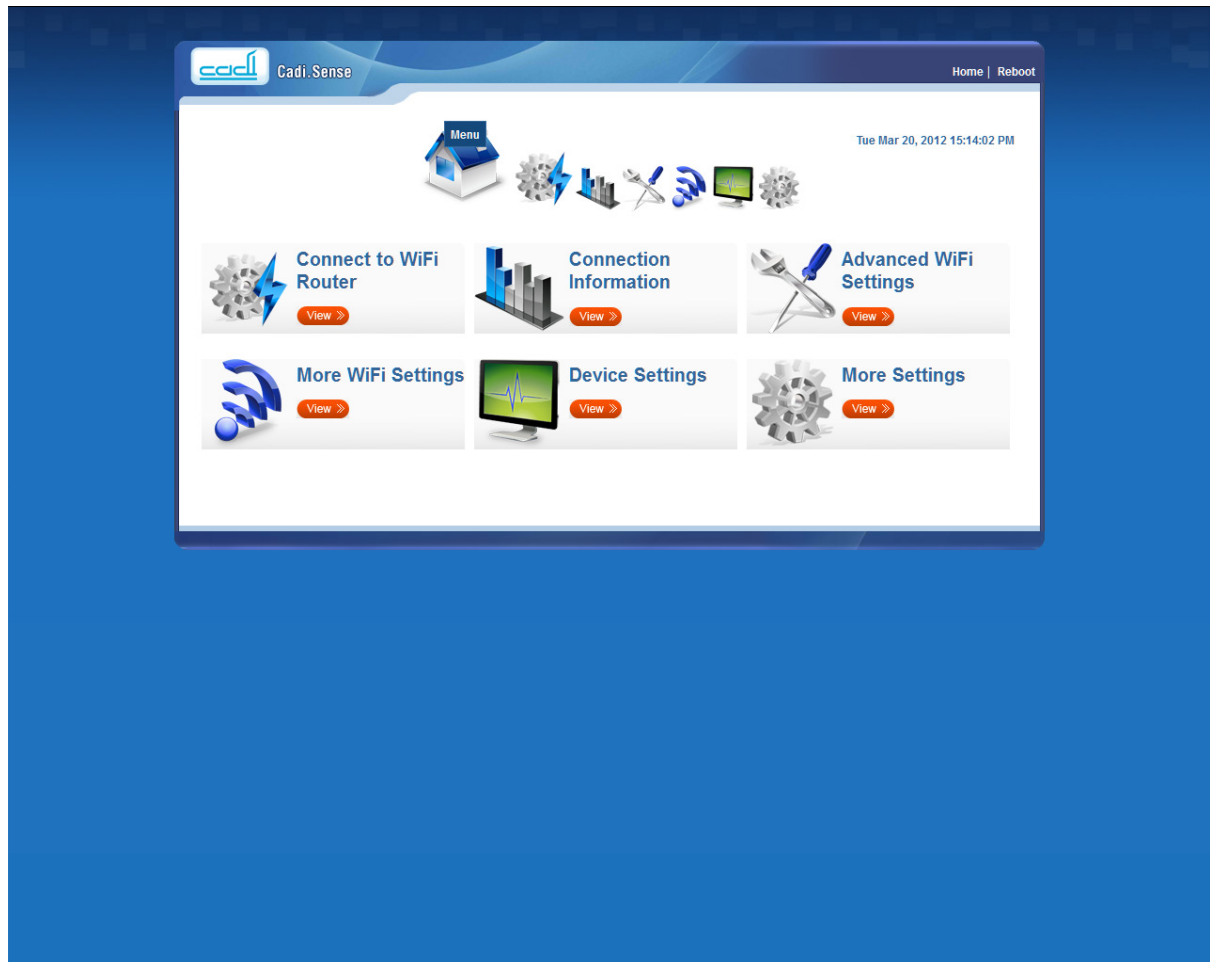 cadi Cadi.Sense
Home | Reboot
Menu
Tue Mar 20, 2012 15:14:02 PM
Connect to WiFi
Router
View »
Connection
Information
View »
Advanced WiFi
Settings
View »
More WiFi Settings
View »
Device Settings
View »
More Settings
View »